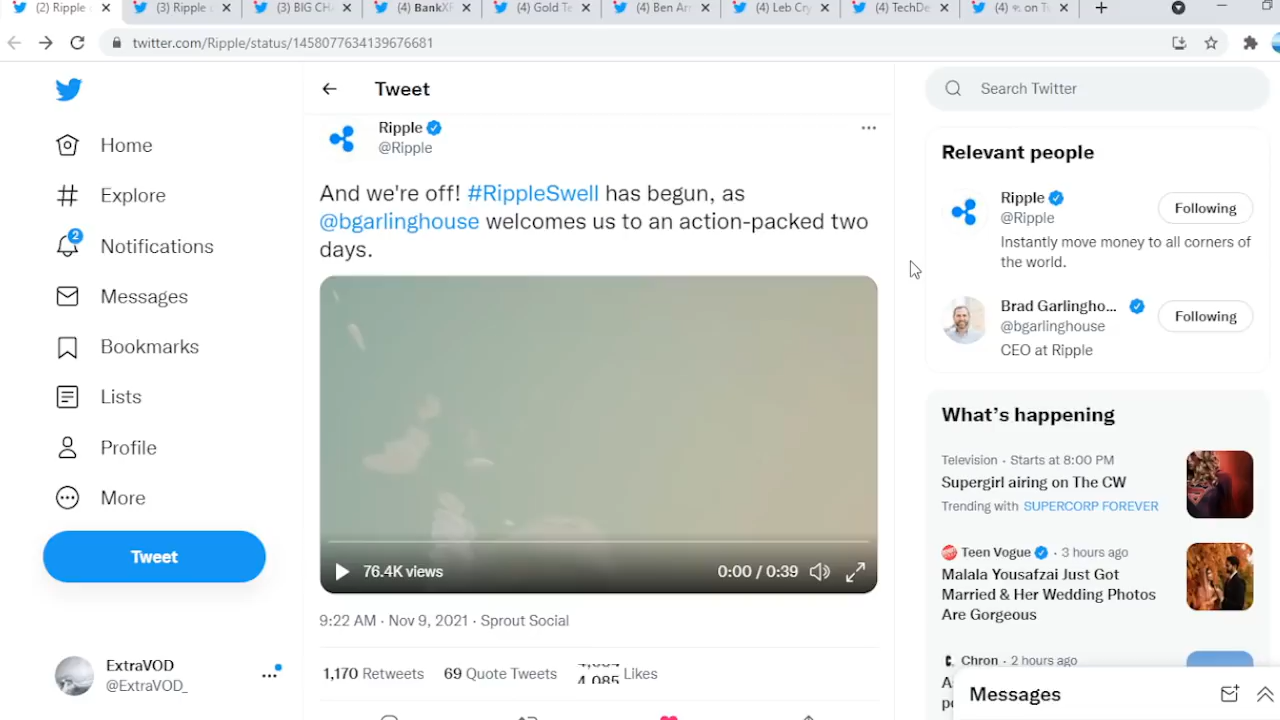 (2) Ripple
(3) Ripple
(3) BIG CH
(4) BankXR
(4) Gold Te
(4) Ben Arr
(4) Leb Cry
(4) TechDe
(4) on T
twitter.com/Ripple/status/1458077634139676681
Home
Explore
2
Notifications
Messages
Bookmarks
Lists
Profile
More
Tweet
ExtraVOD
@ExtraVOD_
Tweet
Ripple
@Ripple
And we're off! #RippleSwell has begun, as
@bgarlinghouse welcomes us to an action-packed two
days.
76.4K views
0:00 / 0:39
9:22 AM · Nov 9, 2021 · Sprout Social
1,170 Retweets 69 Quote Tweets Likes
Search Twitter
Relevant people
Ripple
@Ripple
Following
Instantly move money to all corners of
the world.
Brad Garlingho...
@bgarlinghouse
Following
CEO at Ripple
What's happening
Television · Starts at 8:00 PM
Supergirl airing on The CW
Trending with SUPERCORP FOREVER
Teen Vogue · 3 hours ago
Malala Yousafzai Just Got
Married & Her Wedding Photos
Are Gorgeous
Chron · 2 hours ago
Messages